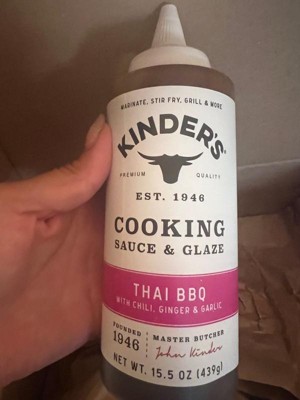 MARINATE, STIR FRY, GRILL & MORE
KINDER'S®
PREMIUM QUALITY
EST. 1946
COOKING
SAUCE & GLAZE
THAI BBQ
WITH CHILI, GINGER & GARLIC
FOUNDED
1946
MASTER BUTCHER
John Kinder
NET WT. 15.5 OZ (439g)